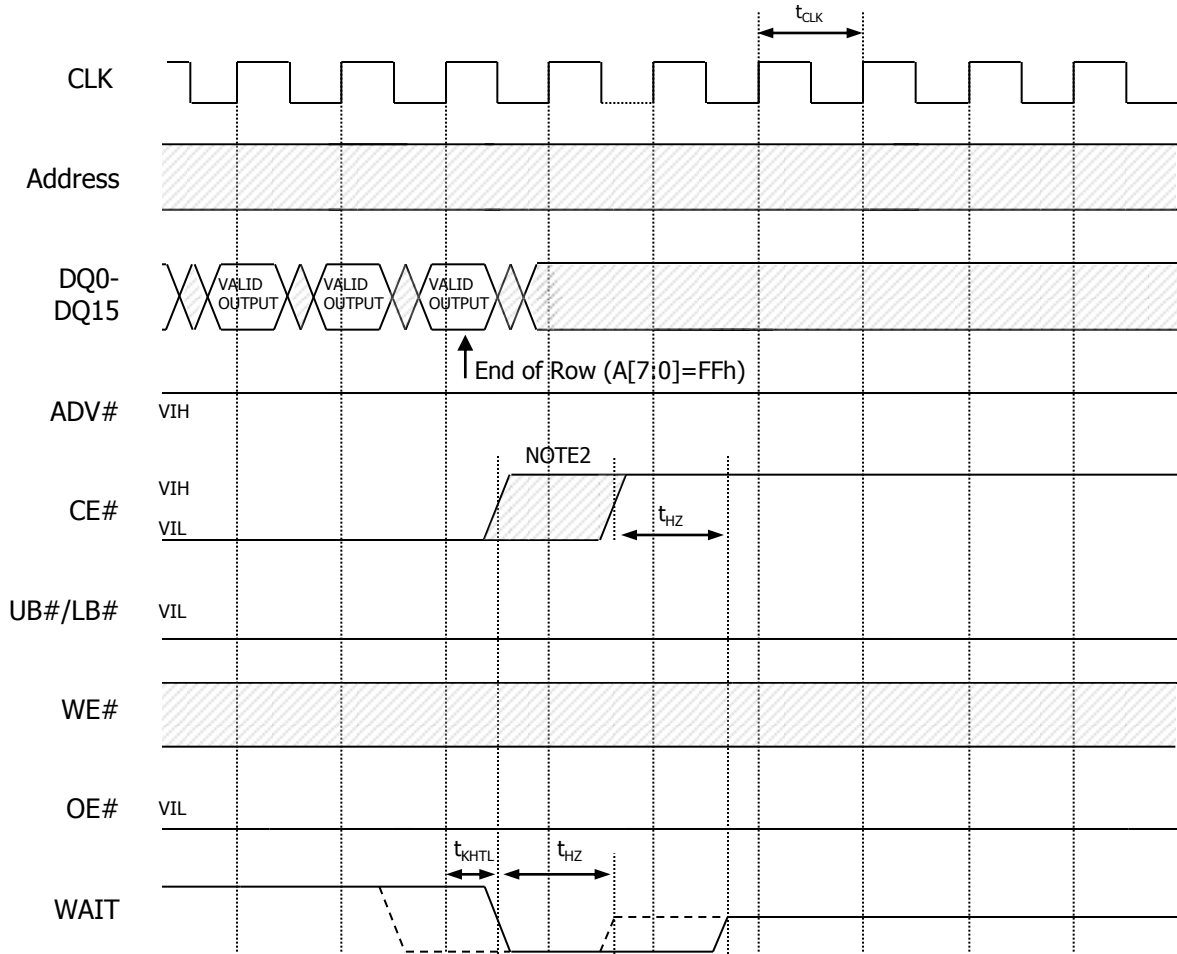 tCLK
CLK
Address
DQ0-
DQ15
VALID
OUTPUT
VALID
OUTPUT
VALID
OUTPUT
End of Row (A[7:0]=FFh)
ADV#
VIH
NOTE2
CE#
VIH
VIL
tHZ
UB#/LB#
VIL
WE#
OE#
VIL
tKHTL
tHZ
WAIT